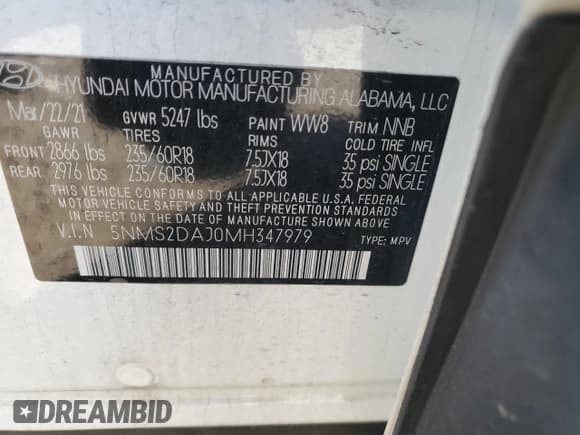 MANUFACTURED BY
HYUNDAI MOTOR MANUFACTURING ALABAMA, LLC
Mar/22/21 GVWR 5247 lbs PAINT WW8 TRIM NNB
GAWR TIRES RIMS COLD TIRE INFL
FRONT 2866 lbs 235/60R18 7.5JX18 35 psi SINGLE
REAR 2976 lbs 235/60R18 7.5JX18 35 psi SINGLE
THIS VEHICLE CONFORMS TO ALL APPLICABLE U.S.A. FEDERAL
MOTOR VEHICLE SAFETY AND THEFT PREVENTION STANDARDS
IN EFFECT ON THE DATE OF MANUFACTURE SHOWN ABOVE.
V.I.N 5NMS2DAJ0MH347979 TYPE: MPV
DREAMBID